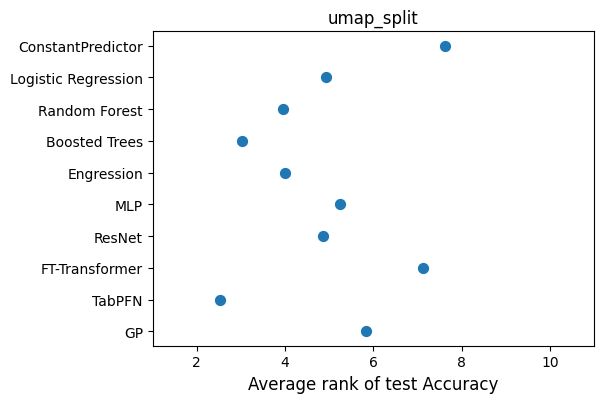 umap_split
ConstantPredictor
Logistic Regression
Random Forest
Boosted Trees
Engression
MLP
ResNet
FT-Transformer
TabPFN
GP
2 4 6 8 10
Average rank of test Accuracy